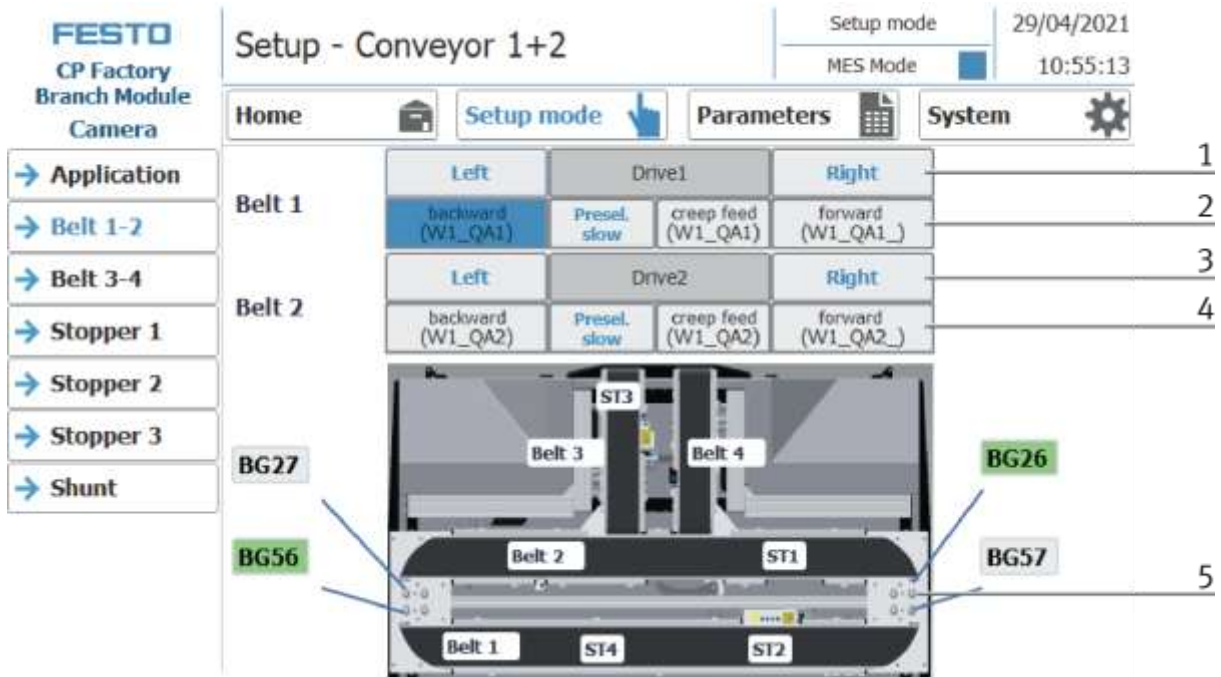 FESTO
CP Factory
Branch Module
Camera
Setup - Conveyor 1+2
Setup mode
MES Mode
29/04/2021
10:55:13
Home
Setup mode
Parameters
System
Application
Belt 1-2
Belt 3-4
Stopper 1
Stopper 2
Stopper 3
Shunt
Belt 1
Left
Drive1
Right
1
backward
(W1_QA1)
Presel.
slow
creep feed
(W1_QA1)
forward
(W1_QA1_)
2
Belt 2
Left
Drive2
Right
3
backward
(W1_QA2)
Presel.
slow
creep feed
(W1_QA2)
forward
(W1_QA2_)
4
ST3
Belt 3
Belt 4
BG27
BG26
BG56
Belt 2
ST1
BG57
5
Belt 1
ST4
ST2